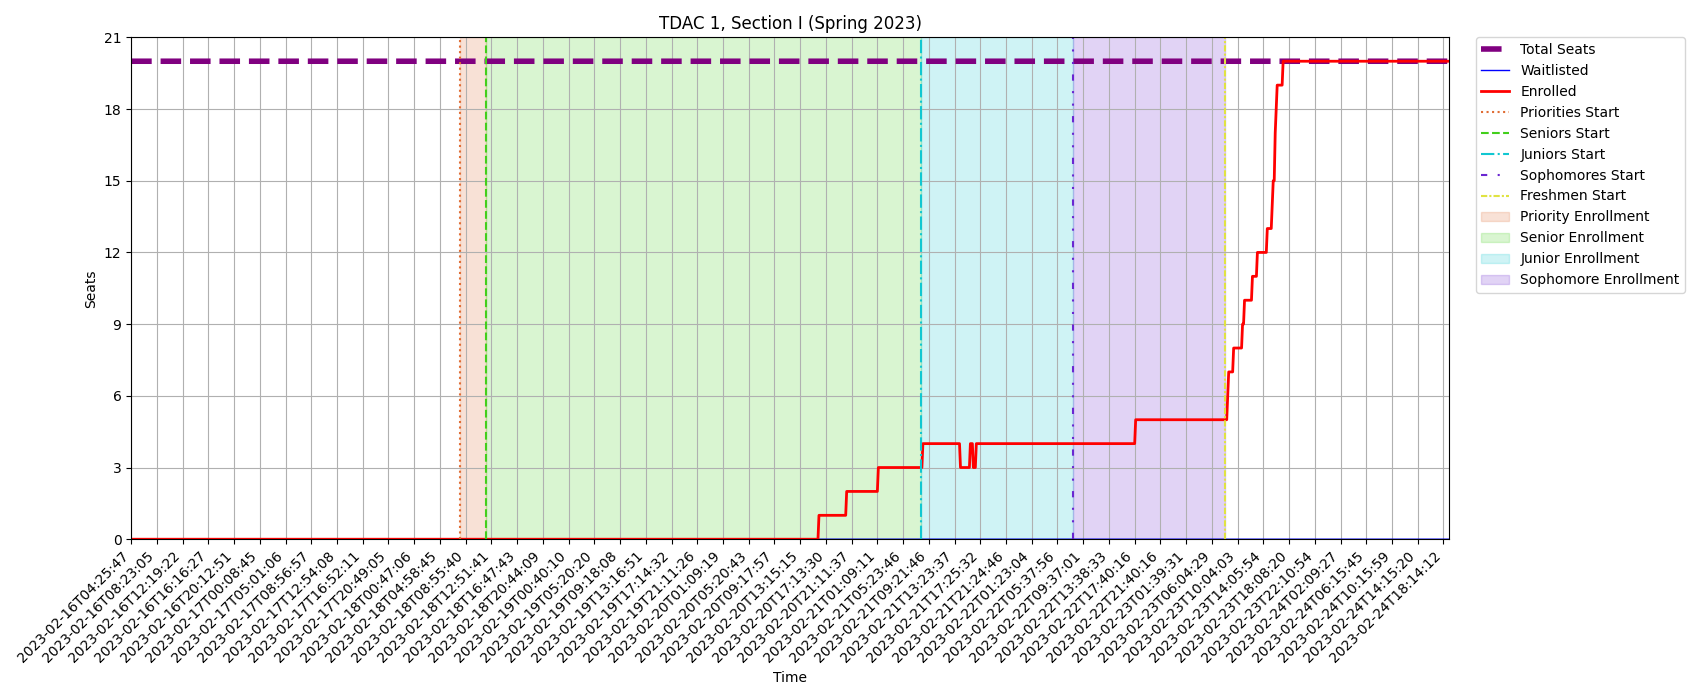 TDAC 1, Section I (Spring 2023)
21
18
15
12
9
6
3
0
Seats
2023-02-16T04:25:47
2023-02-16T08:23:05
2023-02-16T12:19:22
2023-02-16T16:16:27
2023-02-16T20:12:51
2023-02-17T00:08:45
2023-02-17T05:01:06
2023-02-17T08:56:57
2023-02-17T12:54:08
2023-02-17T16:52:11
2023-02-17T20:49:05
2023-02-18T00:47:06
2023-02-18T04:58:45
2023-02-18T08:55:40
2023-02-18T12:51:41
2023-02-18T16:47:43
2023-02-18T20:44:09
2023-02-19T00:40:10
2023-02-19T05:20:20
2023-02-19T09:18:08
2023-02-19T13:16:51
2023-02-19T17:14:32
2023-02-19T21:11:26
2023-02-20T01:09:19
2023-02-20T05:20:43
2023-02-20T09:17:57
2023-02-20T13:15:15
2023-02-20T17:13:30
2023-02-20T21:11:37
2023-02-21T01:09:11
2023-02-21T05:23:46
2023-02-21T09:21:46
2023-02-21T13:23:37
2023-02-21T17:25:32
2023-02-21T21:24:46
2023-02-22T01:23:04
2023-02-22T05:37:56
2023-02-22T09:37:01
2023-02-22T13:38:33
2023-02-22T17:40:16
2023-02-22T21:40:16
2023-02-23T01:39:31
2023-02-23T06:04:29
2023-02-23T10:04:03
2023-02-23T14:05:54
2023-02-23T18:08:20
2023-02-23T22:10:54
2023-02-24T02:09:27
2023-02-24T06:15:45
2023-02-24T10:15:59
2023-02-24T14:15:20
2023-02-24T18:14:12
Time
Total Seats
Waitlisted
Enrolled
Priorities Start
Seniors Start
Juniors Start
Sophomores Start
Freshmen Start
Priority Enrollment
Senior Enrollment
Junior Enrollment
Sophomore Enrollment